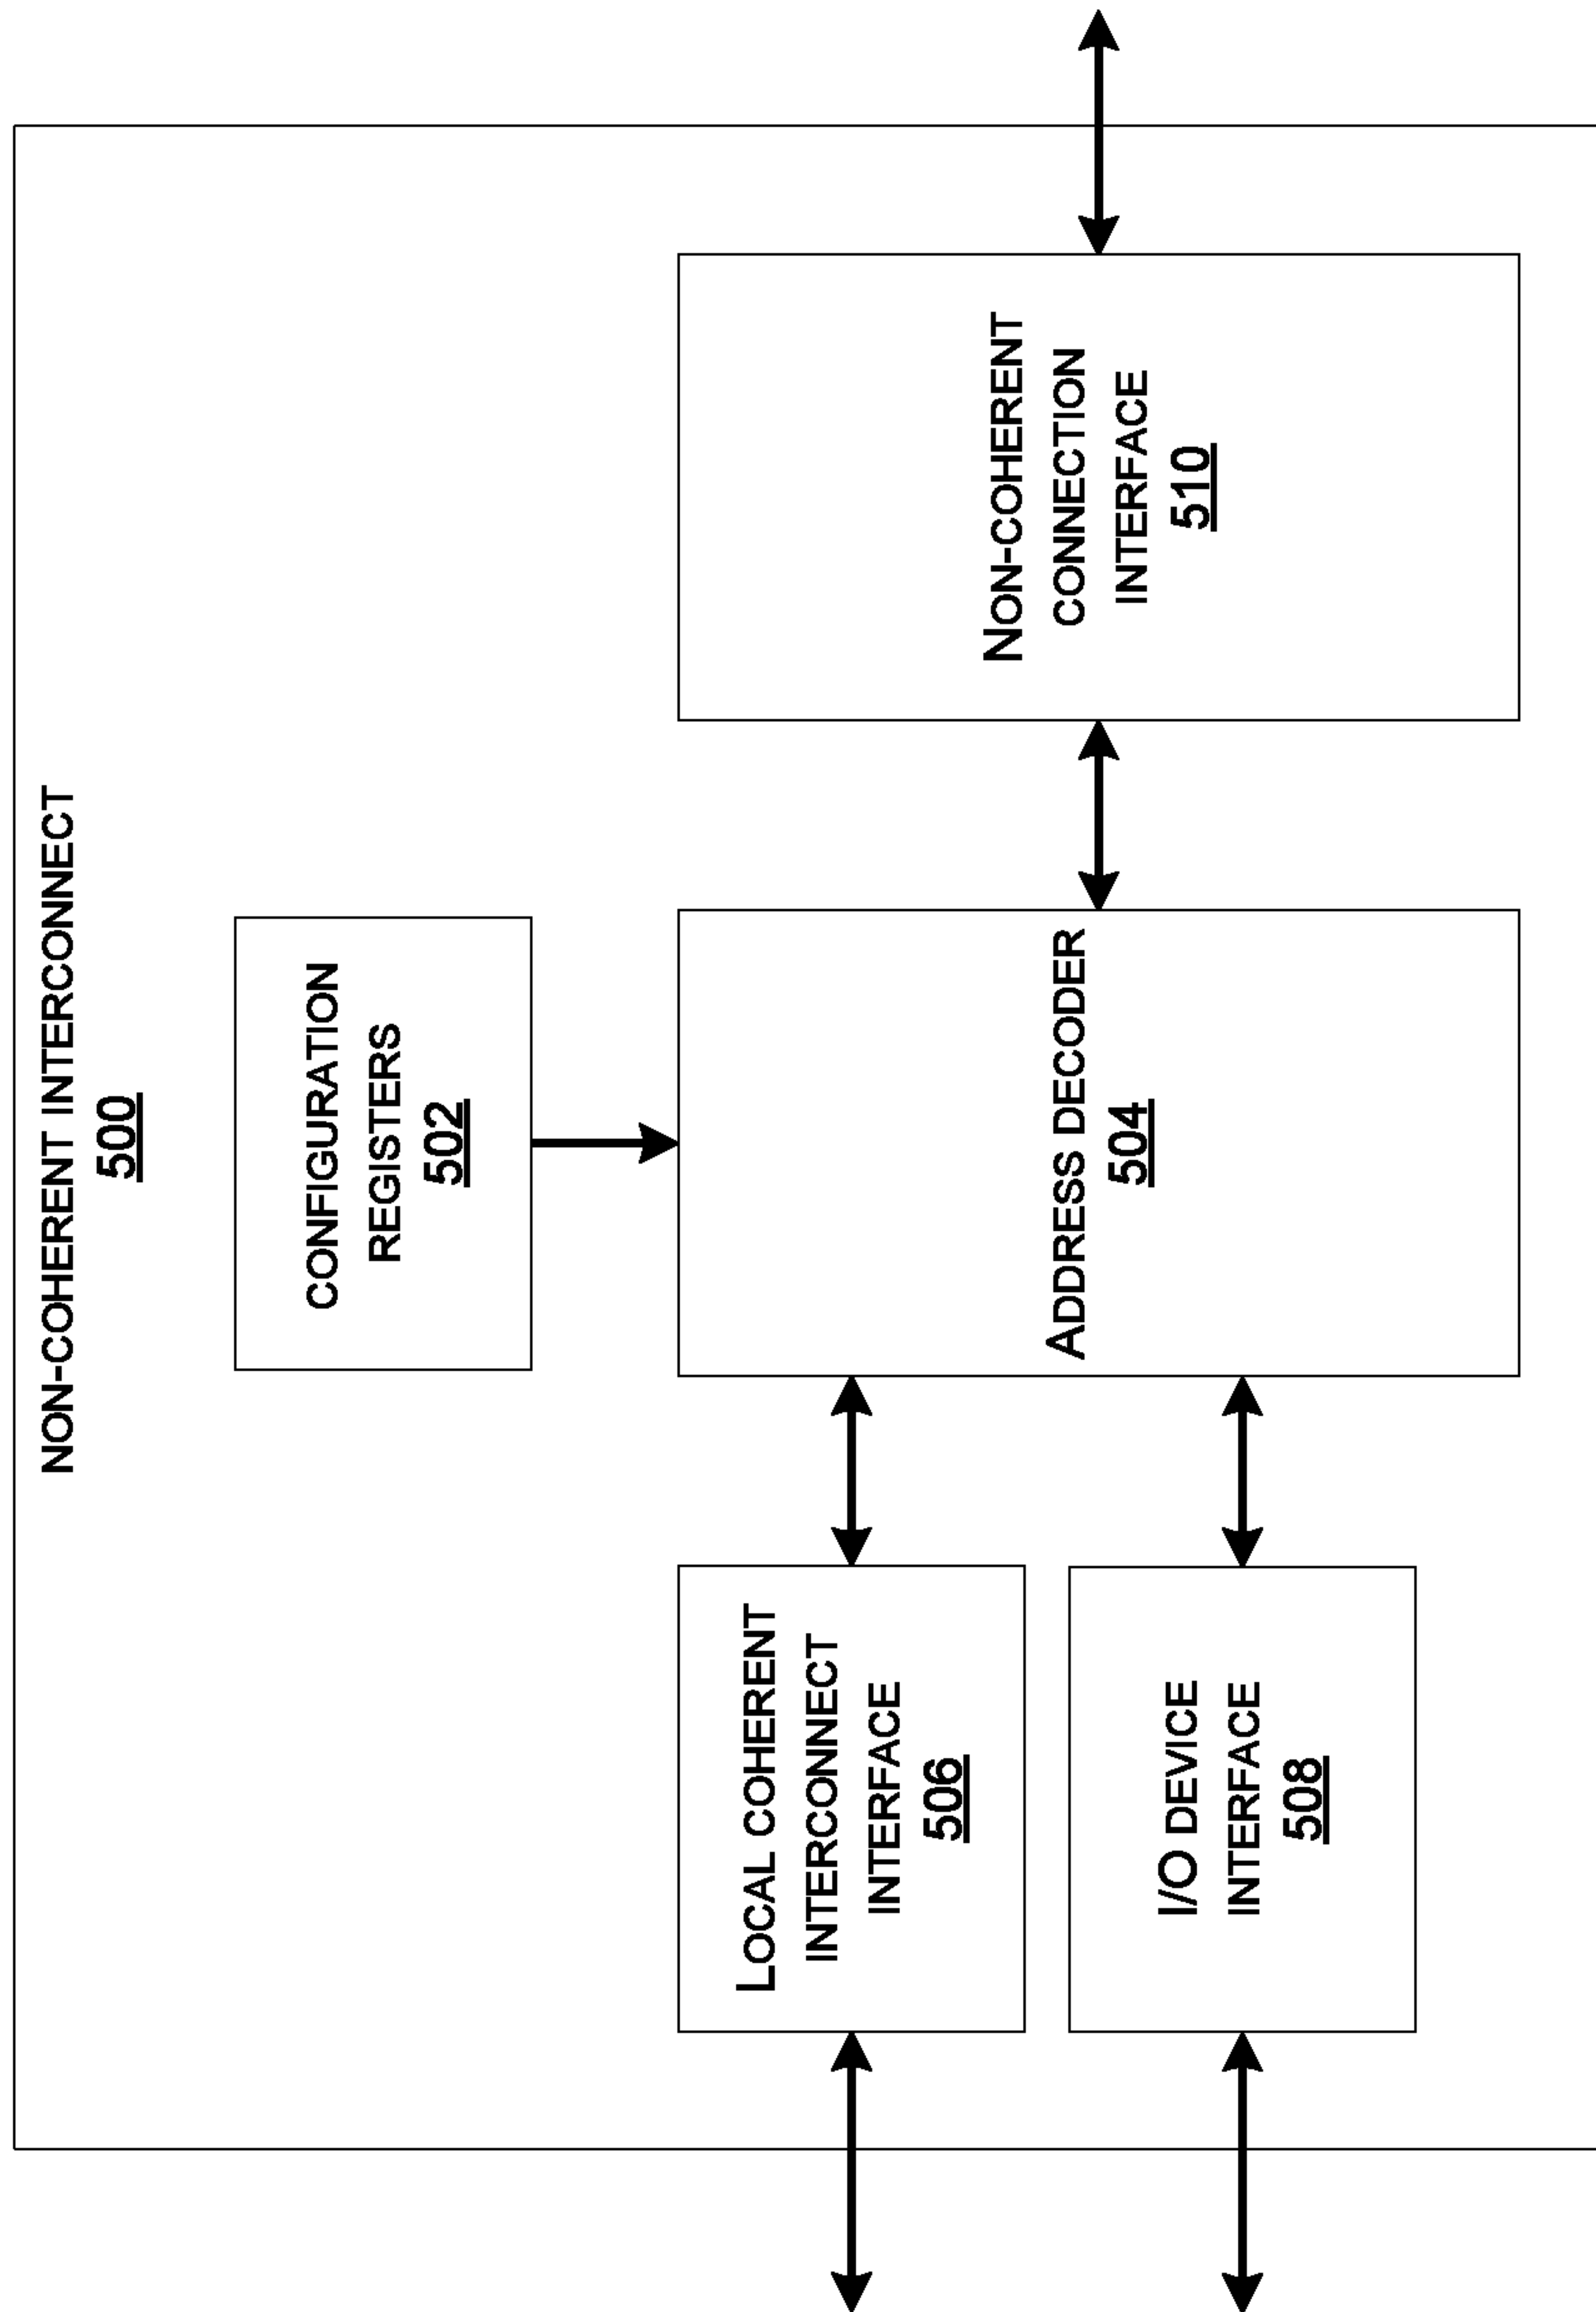 NON-COHERENT INTERCONNECT
500
CONFIGURATION
REGISTERS
502
LOCAL COHERENT
INTERCONNECT
INTERFACE
506
I/O DEVICE
INTERFACE
508
ADDRESS DECODER
504
NON-COHERENT
CONNECTION
INTERFACE
510